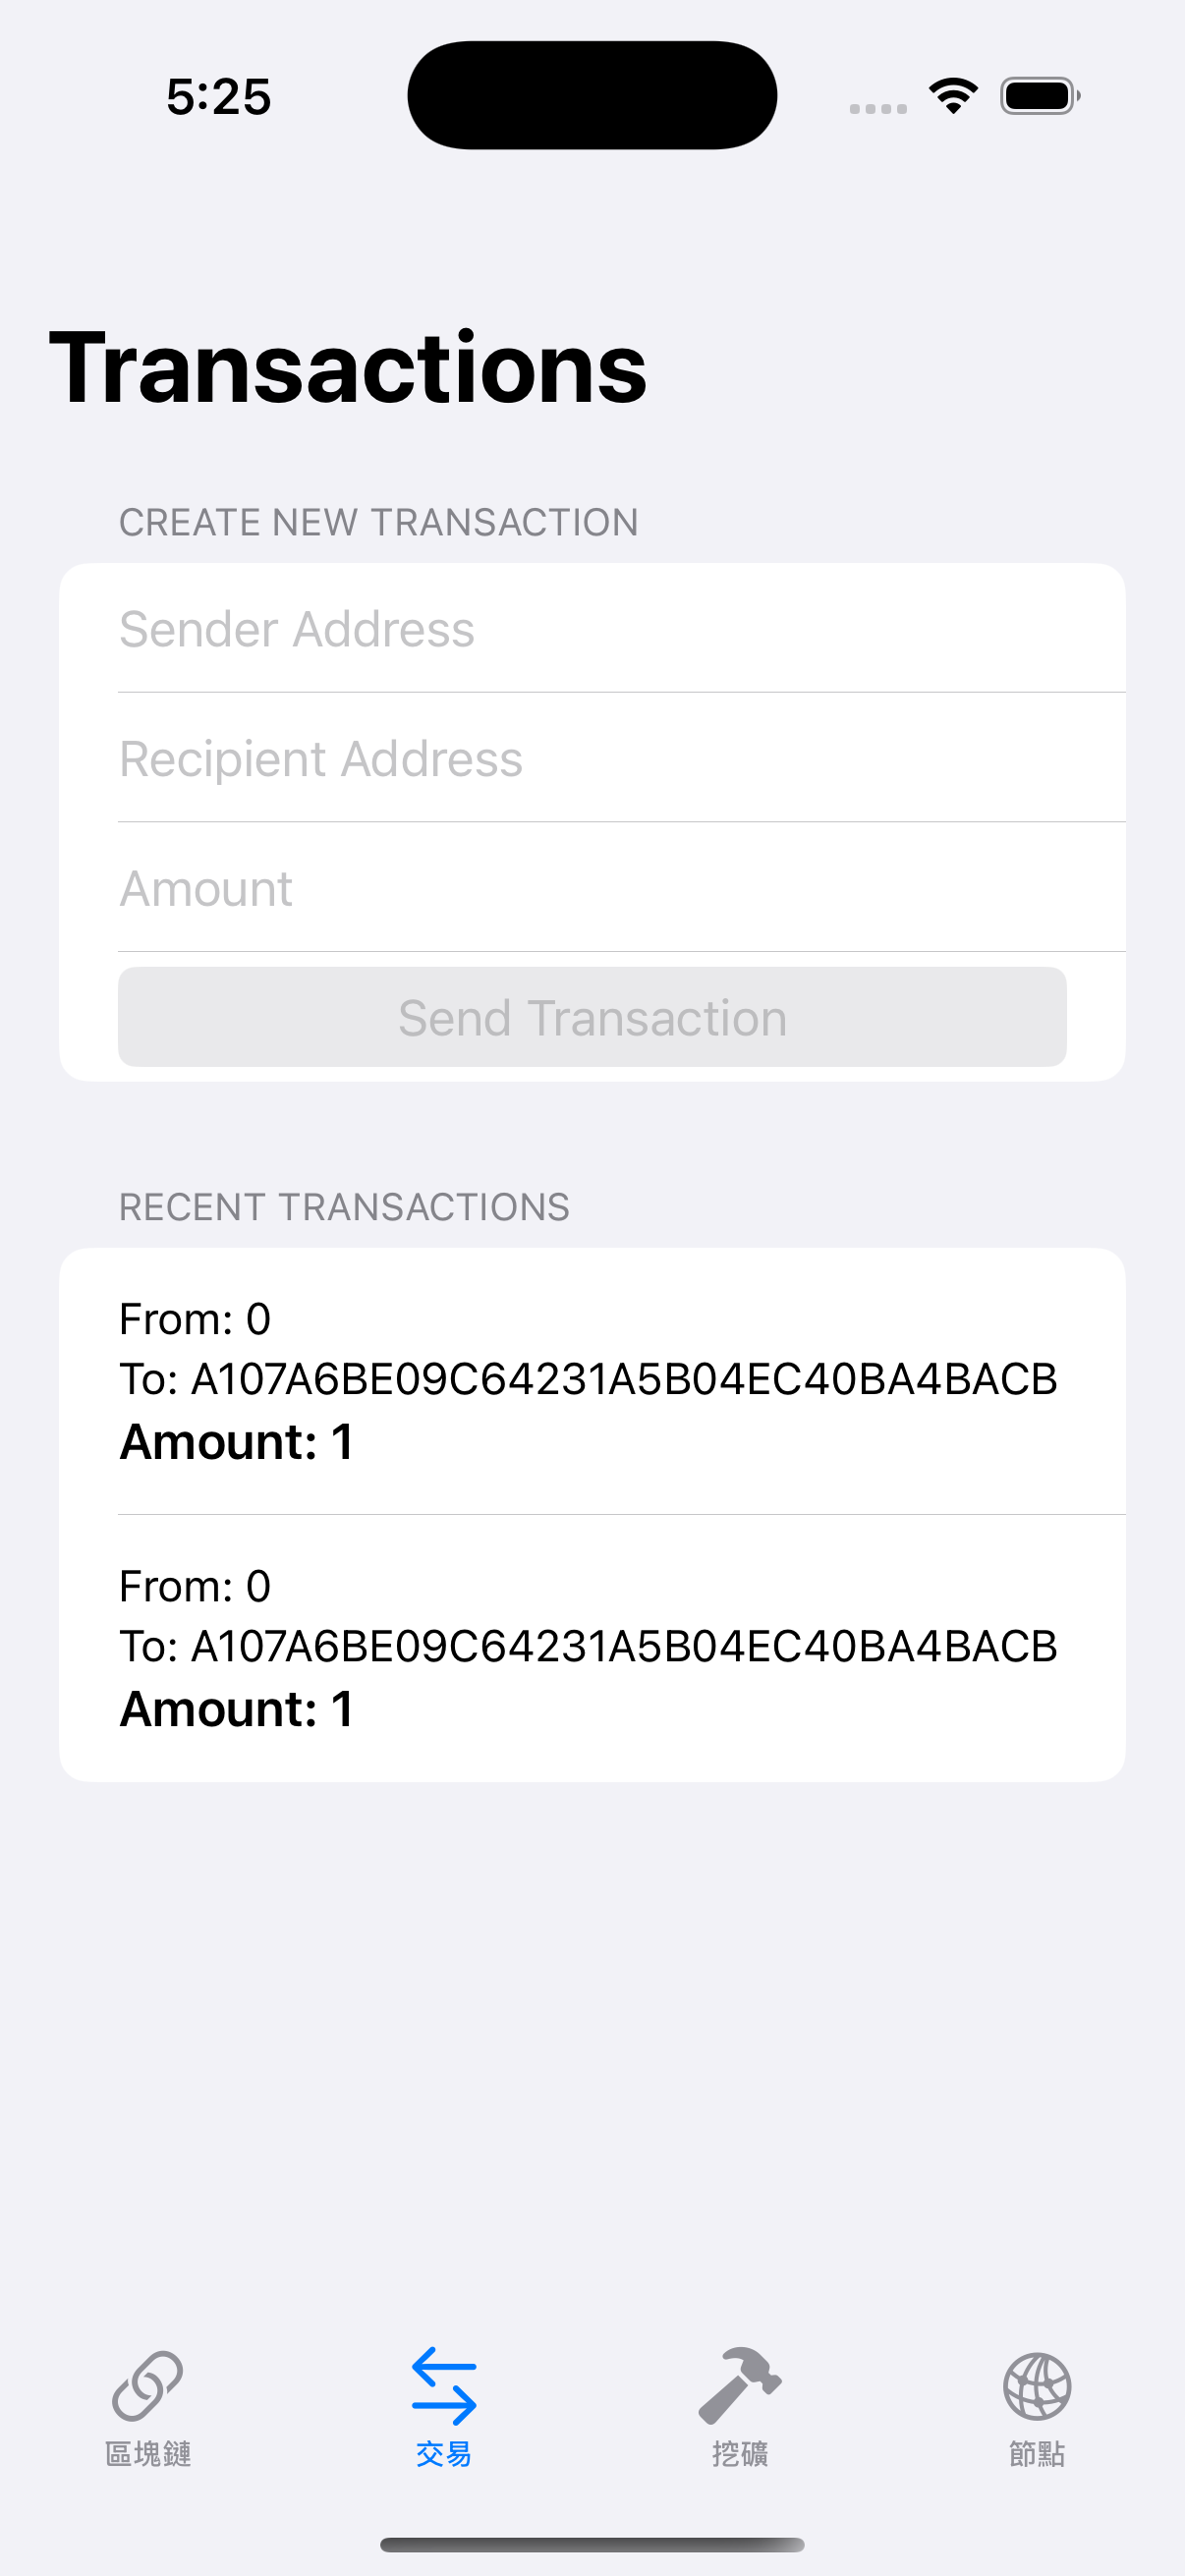 5:25
Transactions
CREATE NEW TRANSACTION
Sender Address
Recipient Address
Amount
Send Transaction
RECENT TRANSACTIONS
From: 0
To: A107A6BE09C64231A5B04EC40BA4BACB
Amount: 1
From: 0
To: A107A6BE09C64231A5B04EC40BA4BACB
Amount: 1
區塊鏈
交易
挖礦
節點